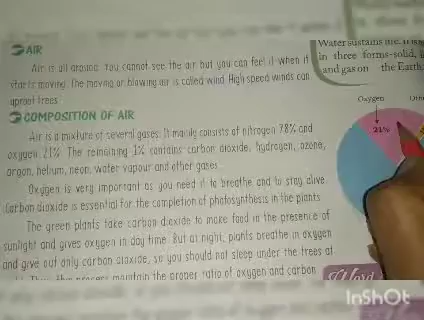 AIR
Air is all around. You cannot see the air but you can feel it when it
starts moving. The moving or blowing air is called wind. High speed winds can
uproot trees.
COMPOSITION OF AIR
Air is a mixture of several gases. It mainly consists of nitrogen 78% and
oxygen 21%. The remaining 1% contains carbon dioxide, hydrogen, ozone,
argon, helium, neon, water vapour and other gases.
Oxygen is very important as you need it to breathe and to stay alive.
Carbon dioxide is essential for the completion of photosynthesis in the plants.
The green plants take carbon dioxide to make food in the presence of
sunlight and gives oxygen in day time. But at night, plants breathe in oxygen
and give out only carbon dioxide, so you should not sleep under the trees at
maintain the proper ratio of oxygen and carbon
Water sustains life. It
in three forms-solid,
and gas on the Earth
Oxygen
21%
Word
InShOt